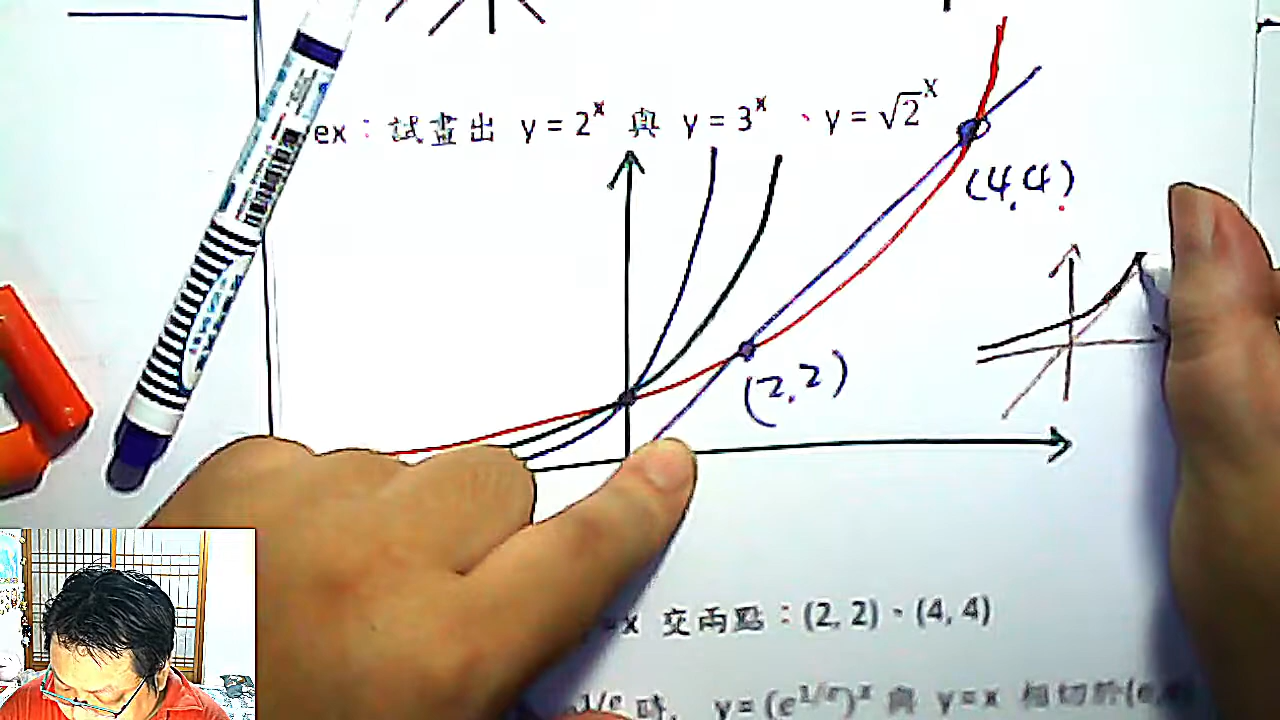 ex：試畫出 y = 2^x 與 y = 3^x 、y = √2^x
(4,4)
(2,2)
x 交兩點：(2, 2)、(4, 4)
y = (e^{1/e})^x 與 y = x 相切於(e,